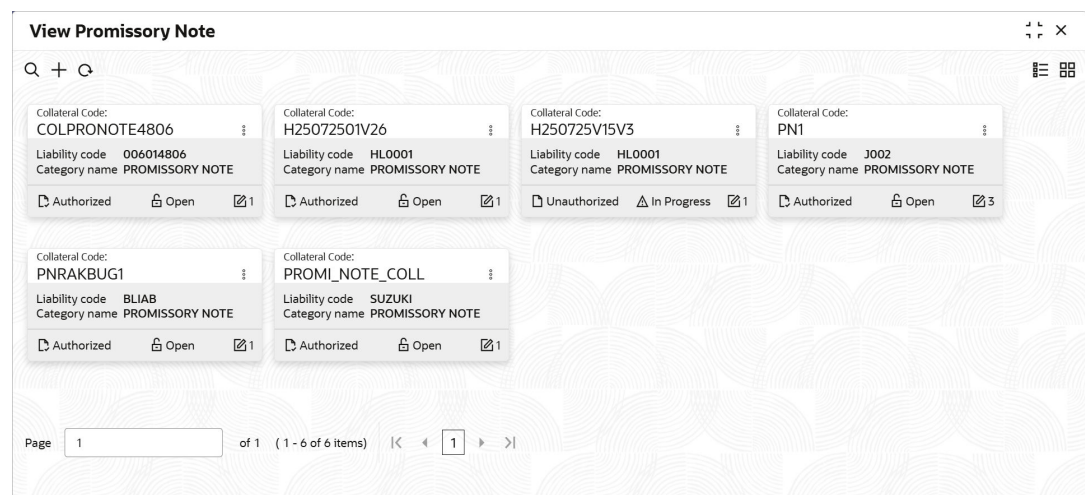 View Promissory Note
Collateral Code:
COLPRONOTE4806
Liability code 006014806
Category name PROMISSORY NOTE
Authorized Open 1
Collateral Code:
H25072501V26
Liability code HL0001
Category name PROMISSORY NOTE
Authorized Open 1
Collateral Code:
H250725V15V3
Liability code HL0001
Category name PROMISSORY NOTE
Unauthorized In Progress 1
Collateral Code:
PN1
Liability code J002
Category name PROMISSORY NOTE
Authorized Open 3
Collateral Code:
PNRAKBUG1
Liability code BLIAB
Category name PROMISSORY NOTE
Authorized Open 1
Collateral Code:
PROMI_NOTE_COLL
Liability code SUZUKI
Category name PROMISSORY NOTE
Authorized Open 1
Page 1 of 1 ( 1 - 6 of 6 items) 1